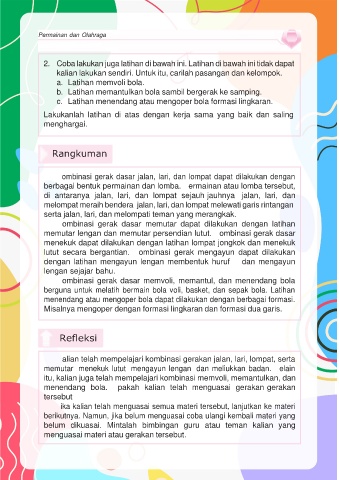 Permainan dan Olahraga
2. Coba lakukan juga latihan di bawah ini. Latihan di bawah ini tidak dapat
kalian lakukan sendiri. Untuk itu, carilah pasangan dan kelompok.
a. Latihan memvoli bola.
b. Latihan memantulkan bola sambil bergerak ke samping.
c. Latihan menendang atau mengoper bola formasi lingkaran.
Lakukanlah latihan di atas dengan kerja sama yang baik dan saling
menghargai.
Rangkuman
ombinasi gerak dasar jalan, lari, dan lompat dapat dilakukan dengan
berbagai bentuk permainan dan lomba. ermainan atau lomba tersebut,
di antaranya jalan, lari, dan lompat sejauh jauhnya jalan, lari, dan
melompat meraih bendera jalan, lari, dan lompat melewati garis rintangan
serta jalan, lari, dan melompati teman yang merangkak.
ombinasi gerak dasar memutar dapat dilakukan dengan latihan
memutar lengan dan memutar persendian lutut. ombinasi gerak dasar
menekuk dapat dilakukan dengan latihan lompat jongkok dan menekuk
lutut secara bergantian. ombinasi gerak mengayun dapat dilakukan
dengan latihan mengayun lengan membentuk huruf dan mengayun
lengan sejajar bahu.
ombinasi gerak dasar memvoli, memantul, dan menendang bola
berguna untuk melatih bermain bola voli, basket, dan sepak bola. Latihan
menendang atau mengoper bola dapat dilakukan dengan berbagai formasi.
Misalnya mengoper dengan formasi lingkaran dan formasi dua garis.
Refleksi
alian telah mempelajari kombinasi gerakan jalan, lari, lompat, serta
memutar menekuk lutut mengayun lengan dan meliukkan badan. elain
itu, kalian juga telah mempelajari kombinasi memvoli, memantulkan, dan
menendang bola. pakah kalian telah menguasai gerakan gerakan
tersebut
ika kalian telah menguasai semua materi tersebut, lanjutkan ke materi
berikutnya. Namun, jika belum menguasai coba ulangi kembali materi yang
belum dikuasai. Mintalah bimbingan guru atau teman kalian yang
menguasai materi atau gerakan tersebut.